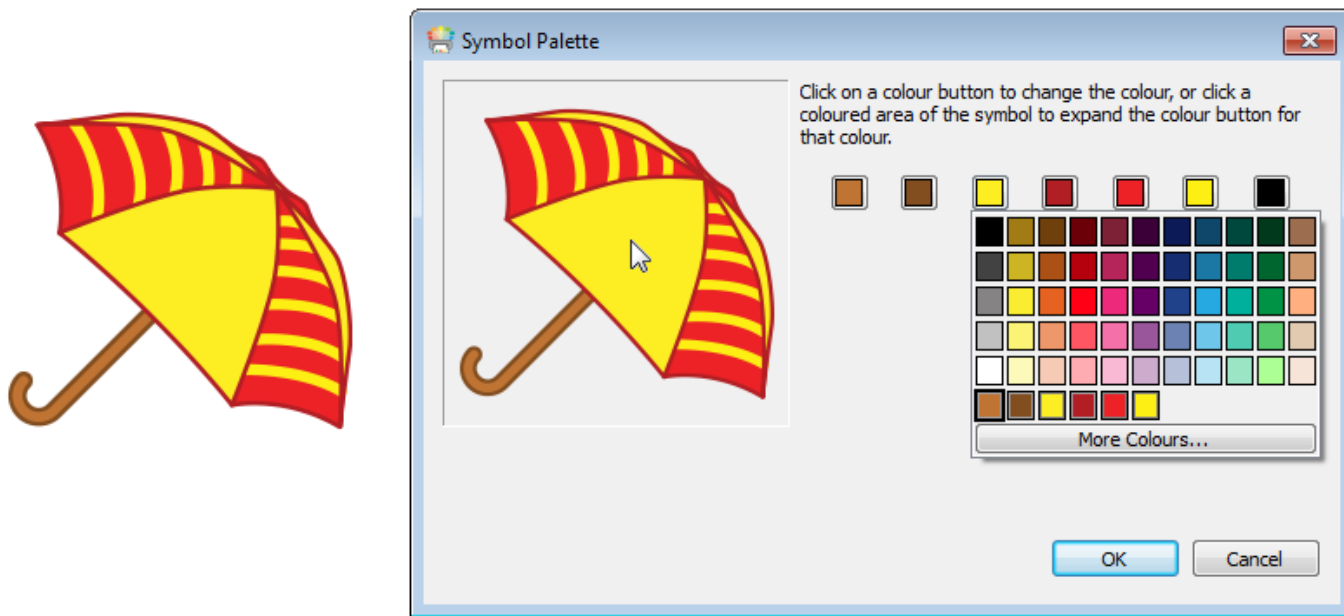 Symbol Palette
Click on a colour button to change the colour, or click a
coloured area of the symbol to expand the colour button for
that colour.
More Colours...
OK
Cancel